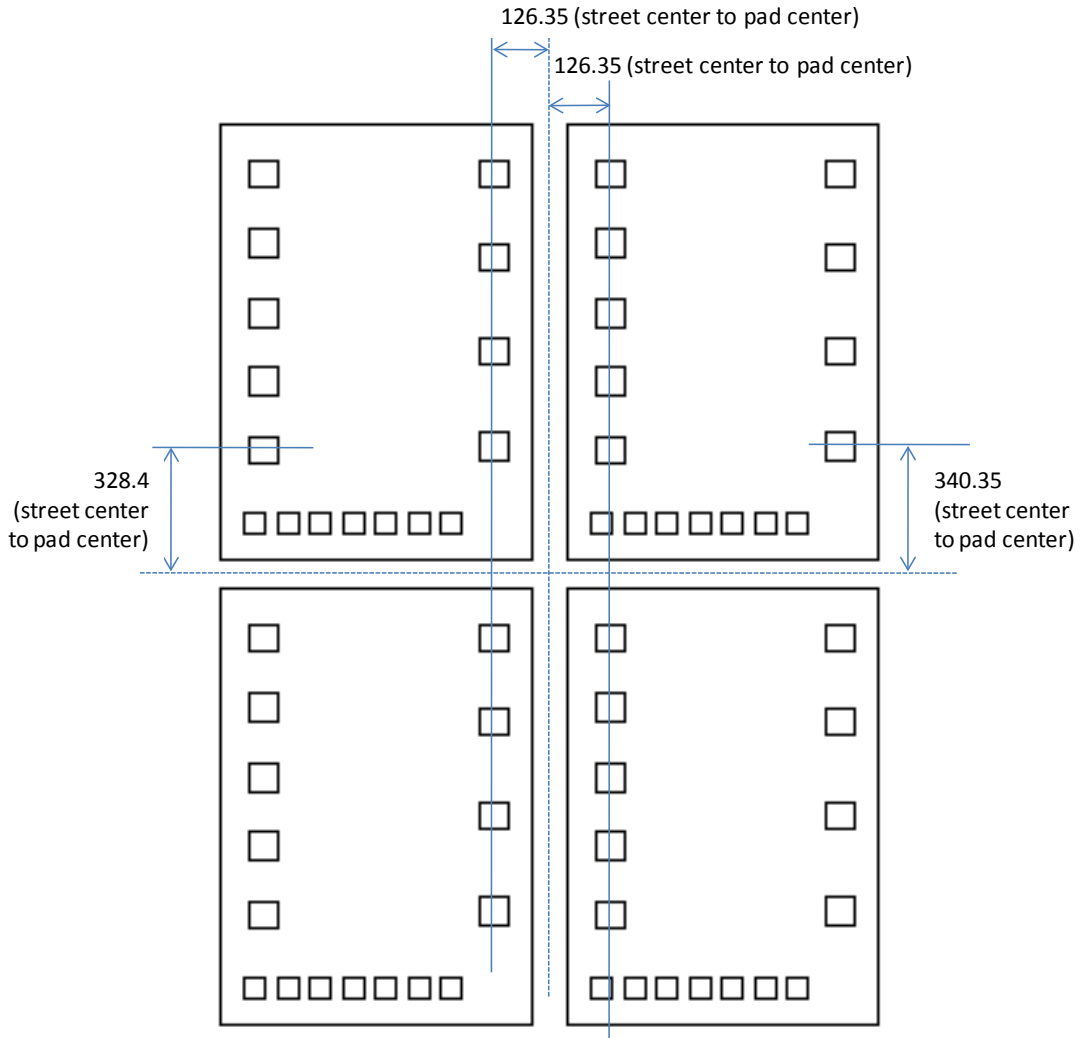 126.35 (street center to pad center)
126.35 (street center to pad center)
328.4
(street center
to pad center)
340.35
(street center
to pad center)